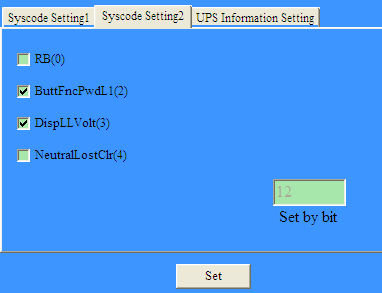 Syscode Setting1 Syscode Setting2 UPS Information Setting
RB(0)
ButtFncPwdL1(2)
DispLLVolt(3)
NeutralLostClr(4)
12
Set by bit
Set